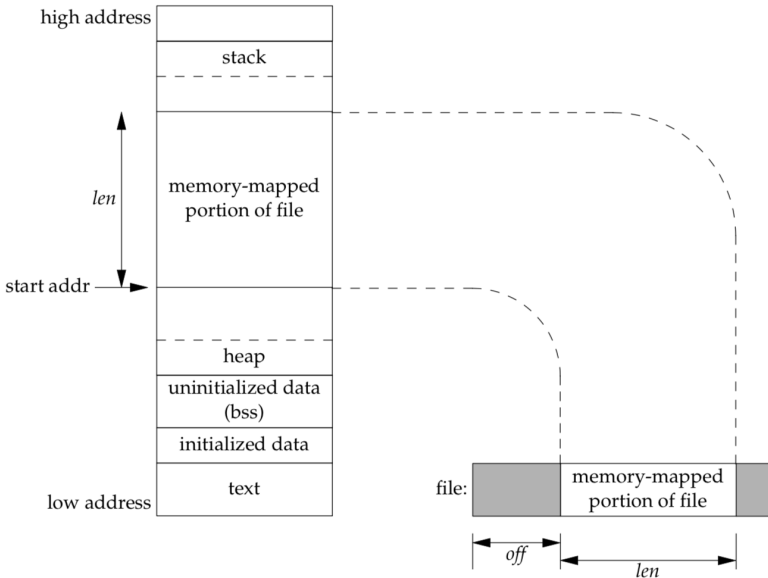 high address
stack
len
memory-mapped
portion of file
start addr
heap
uninitialized data
(bss)
initialized data
text
low address
file:
memory-mapped
portion of file
off
len